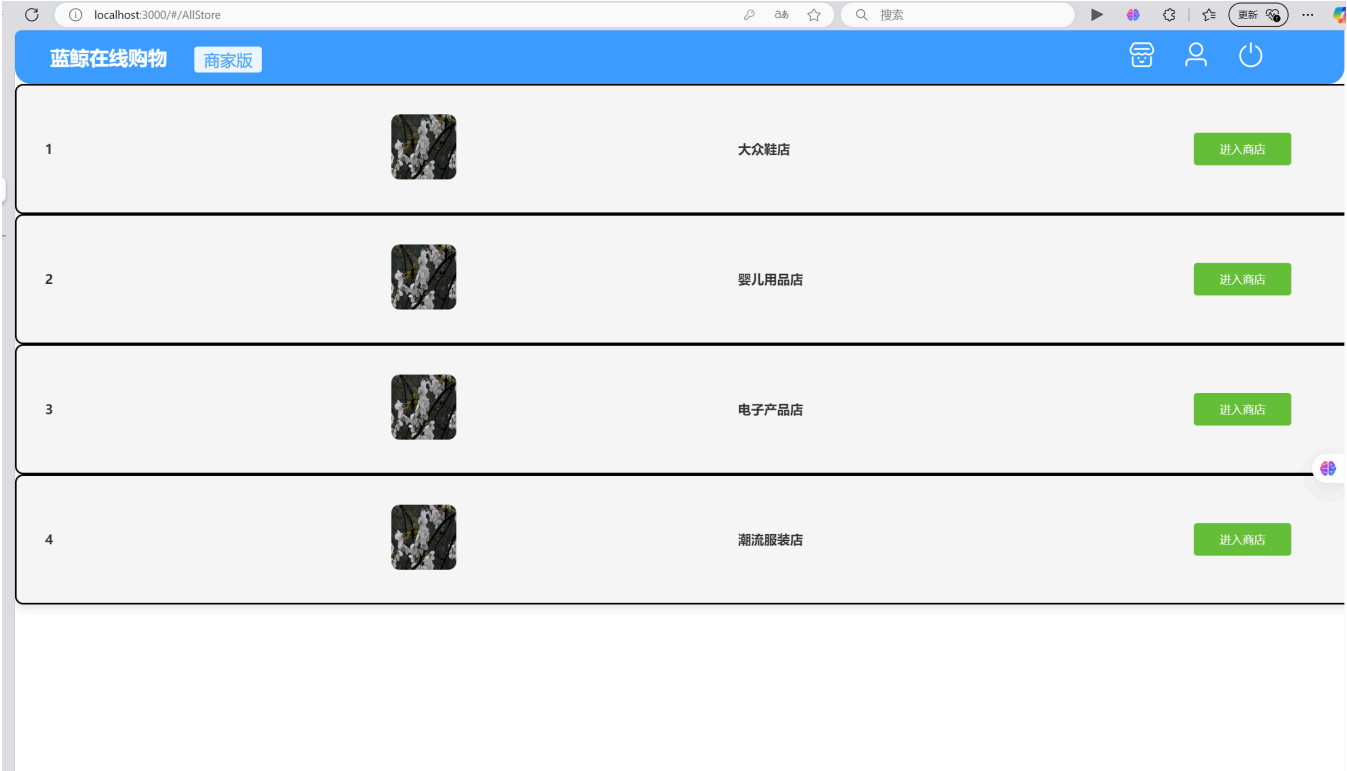 localhost:3000/#/AllStore
aあ
搜索
更新
蓝鲸在线购物 商家版
1 大众鞋店 进入商店
2 婴儿用品店 进入商店
3 电子产品店 进入商店
4 潮流服装店 进入商店